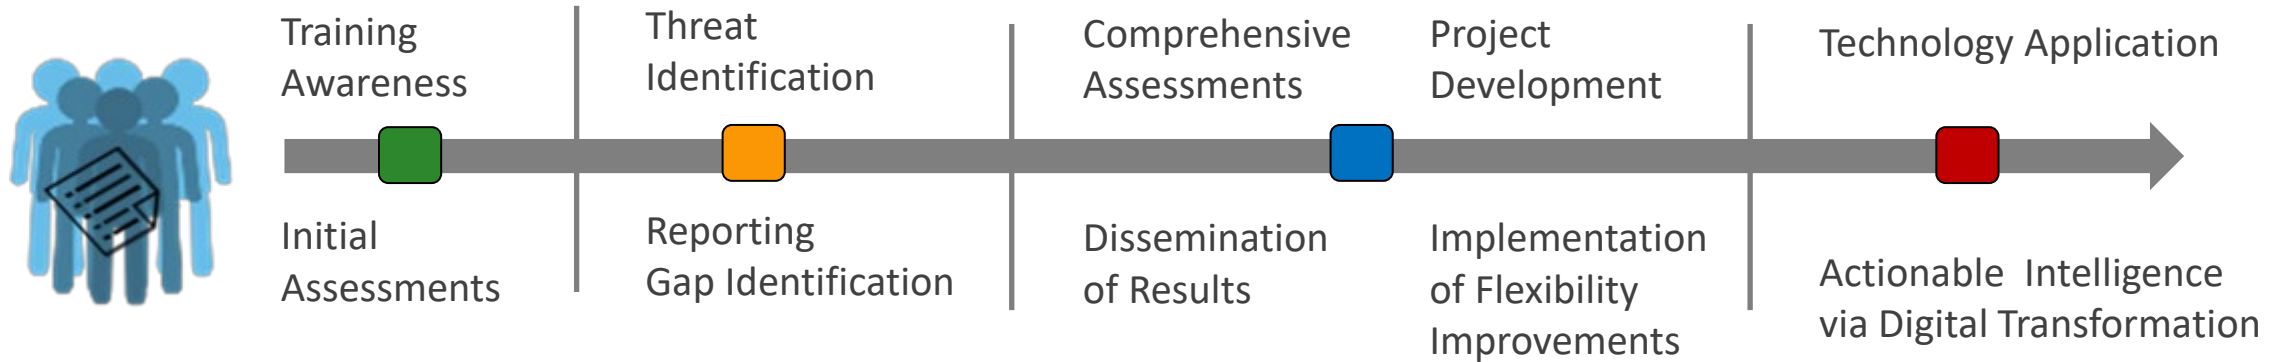 Training
Awareness
Threat
Identification
Comprehensive
Assessments
Project
Development
Technology Application
Initial
Assessments
Reporting
Gap Identification
Dissemination
of Results
Implementation
of Flexibility
Improvements
Actionable Intelligence
via Digital Transformation